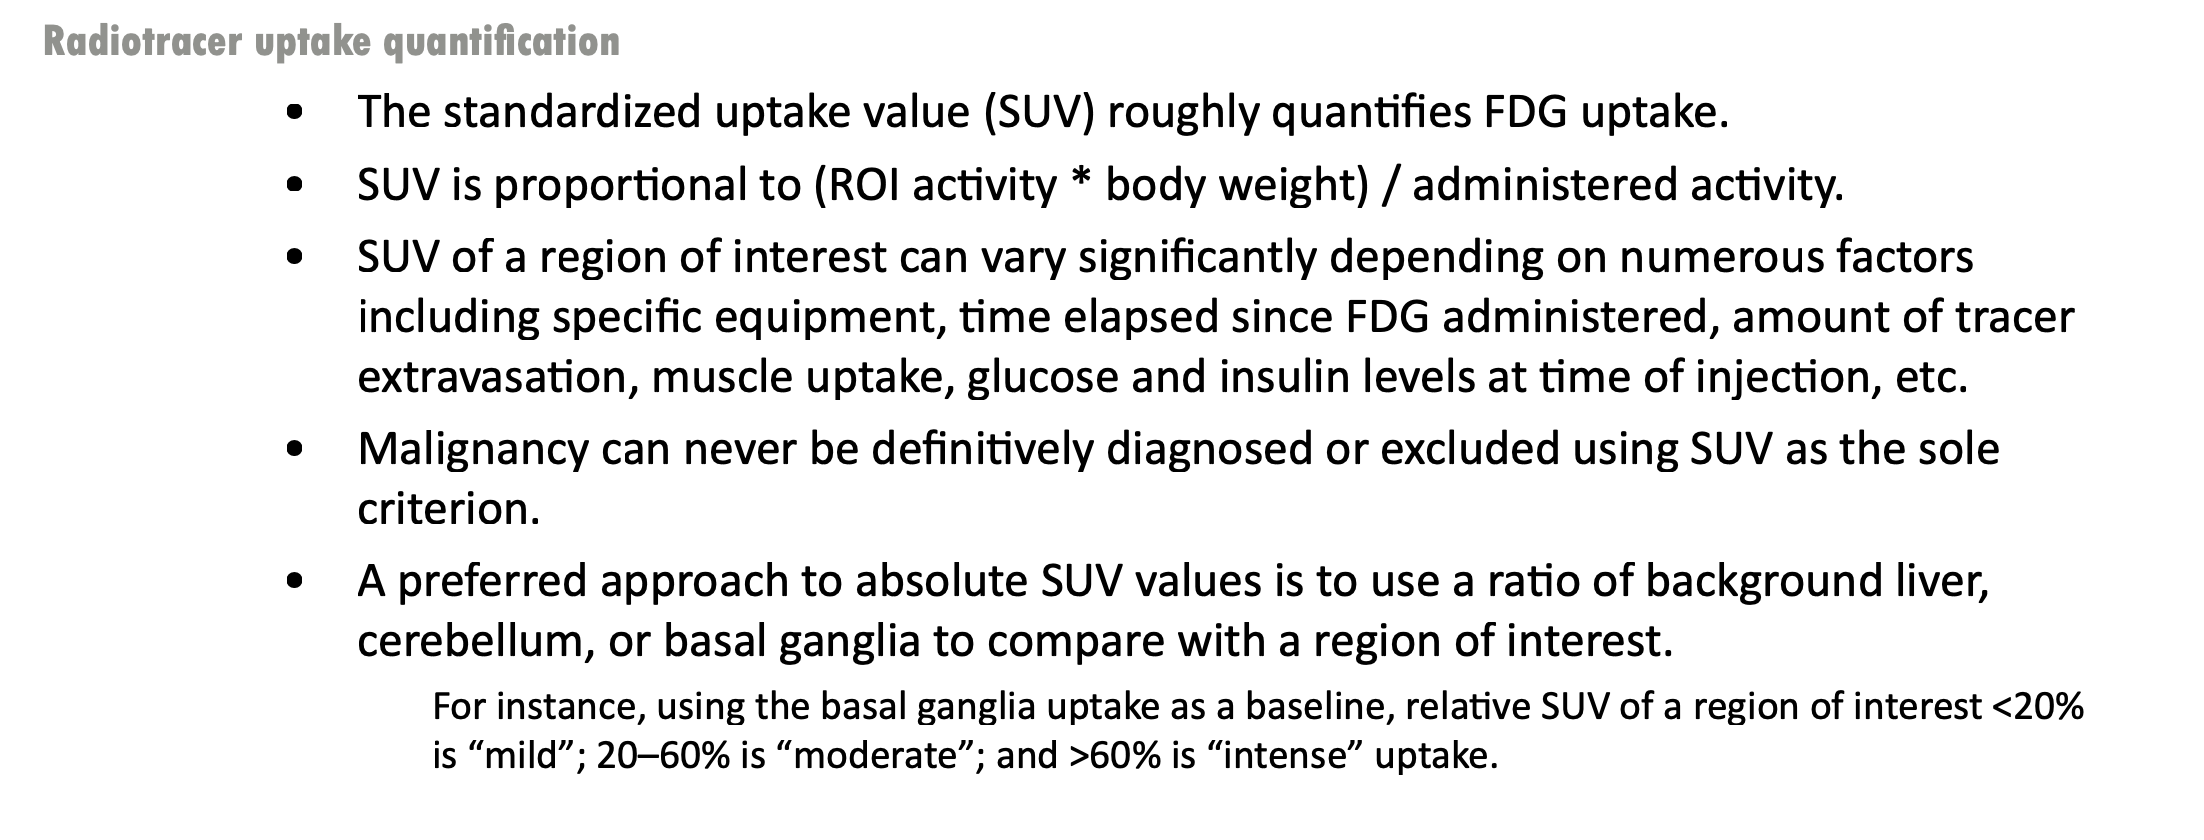 Radiotracer uptake quantification
• The standardized uptake value (SUV) roughly quantifies FDG uptake.
• SUV is proportional to (ROI activity * body weight) / administered activity.
• SUV of a region of interest can vary significantly depending on numerous factors
including specific equipment, time elapsed since FDG administered, amount of tracer
extravasation, muscle uptake, glucose and insulin levels at time of injection, etc.
• Malignancy can never be definitively diagnosed or excluded using SUV as the sole
criterion.
• A preferred approach to absolute SUV values is to use a ratio of background liver,
cerebellum, or basal ganglia to compare with a region of interest.
For instance, using the basal ganglia uptake as a baseline, relative SUV of a region of interest <20%
is “mild”; 20–60% is “moderate”; and >60% is “intense” uptake.